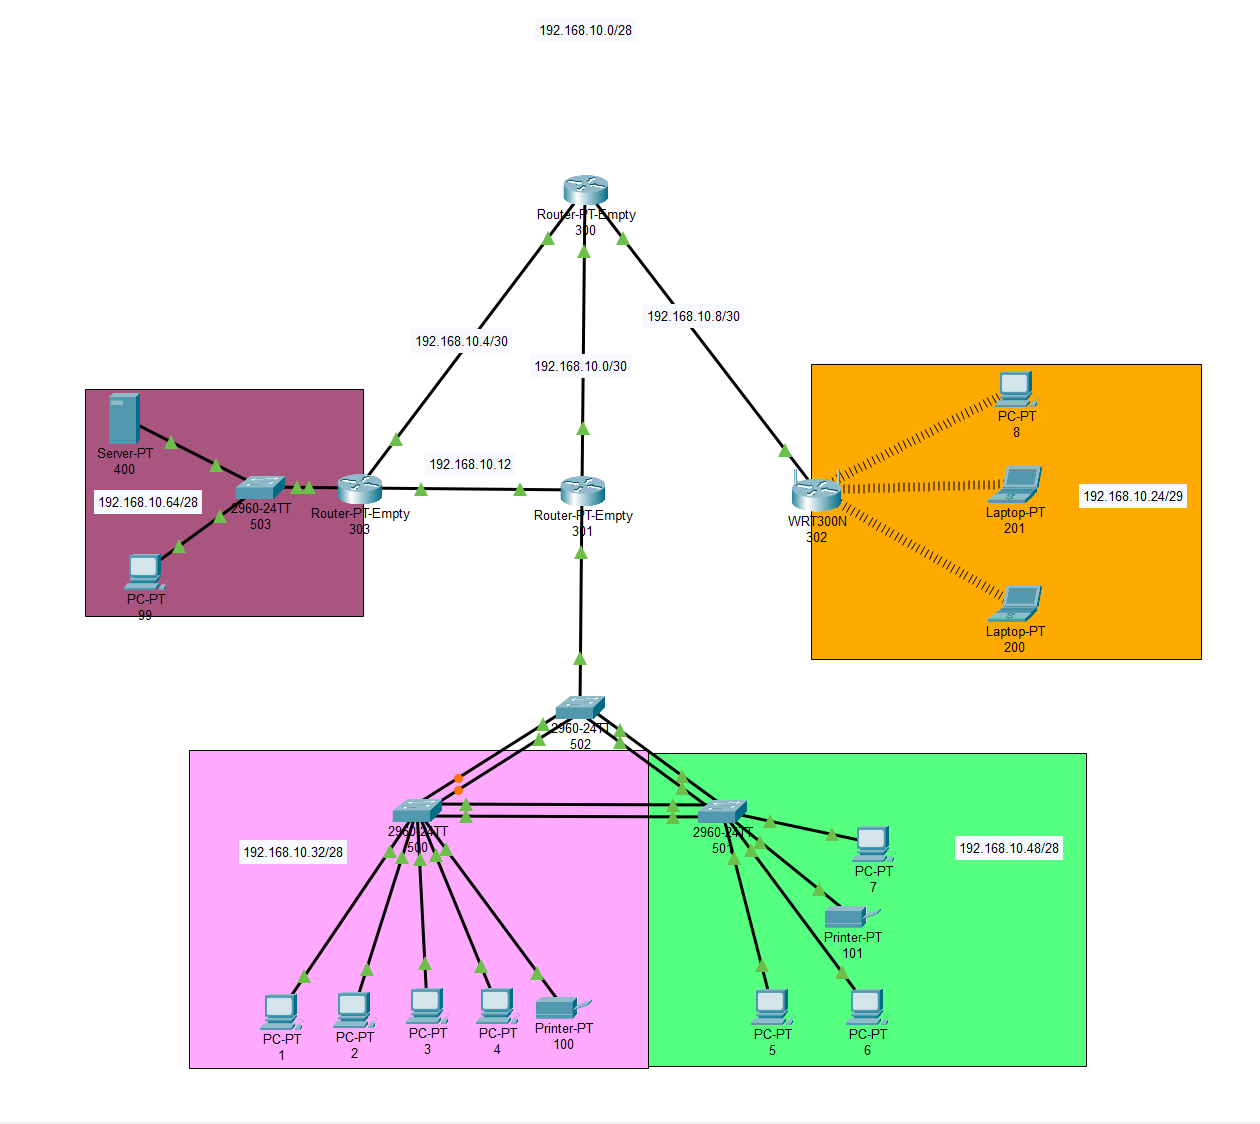 192.168.10.0/28
Router-PT-Empty
300
192.168.10.8/30
192.168.10.4/30
192.168.10.0/30
192.168.10.12
Server-PT
400
192.168.10.64/28
2960-24TT
503
Router-PT-Empty
303
Router-PT-Empty
301
WRT300N
302
PC-PT
8
192.168.10.24/29
Laptop-PT
201
PC-PT
99
Laptop-PT
200
2960-24TT
502
2960-24TT
500
2960-24TT
501
192.168.10.32/28
192.168.10.48/28
PC-PT
7
Printer-PT
101
PC-PT
1
PC-PT
2
PC-PT
3
PC-PT
4
Printer-PT
100
PC-PT
5
PC-PT
6